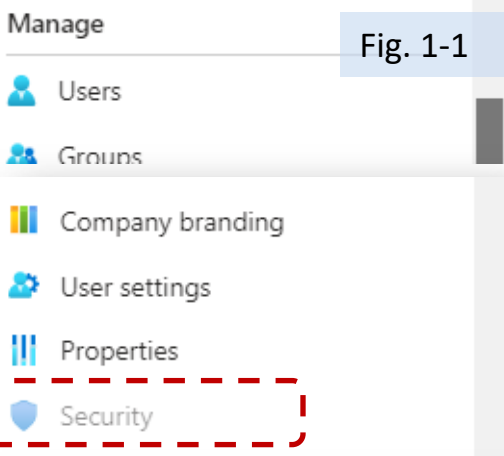 Manage
Fig. 1-1
Users
Groups
Company branding
User settings
Properties
Security